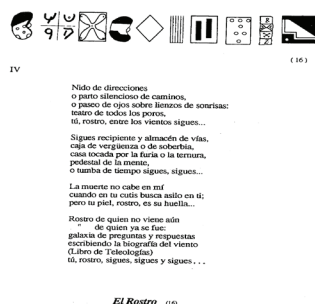 (16)
IV
Nido de direcciones
o parto silencioso de caminos,
o paseo de ojos sobre lienzos de sonrisas:
teatro de todos los poros,
tú, rostro, entre los vientos sigues...
Sigues recipiente y almacén de vías,
caja de vergüenza o de soberbia,
casa tocada por la furia o la ternura,
pedestal de la mente,
o tumba de tiempo sigues, sigues...
La muerte no cabe en mí
cuando en tu cutis busca asilo en ti;
pero tu piel, rostro, es su huella...
Rostro de quien no viene aún
" de quien ya se fue:
galaxia de preguntas y respuestas
escribiendo la biografía del viento
(Libro de Teleologías)
tú, rostro, sigues, sigues y sigues...
El Rostro (16)